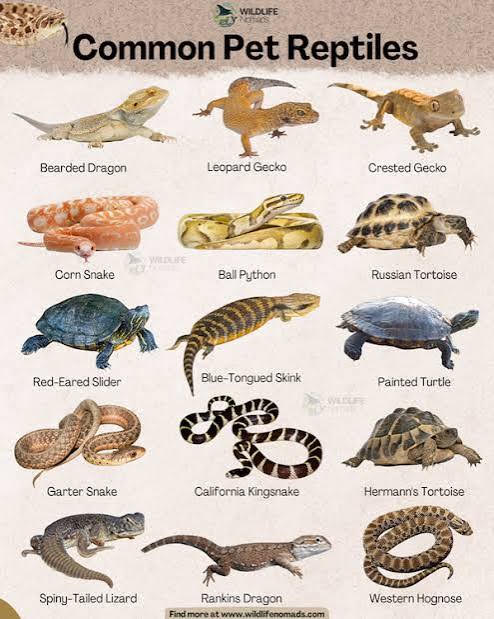 WILDLIFE
Nomads
Common Pet Reptiles
Bearded Dragon
Leopard Gecko
Crested Gecko
Corn Snake
WILDLIFE
Ball Python
Russian Tortoise
Red-Eared Slider
Blue-Tongued Skink
Painted Turtle
WILDLIFE
Garter Snake
California Kingsnake
Hermann's Tortoise
Spiny-Tailed Lizard
Rankins Dragon
Western Hognose
Find more at www.wildlifenomads.com